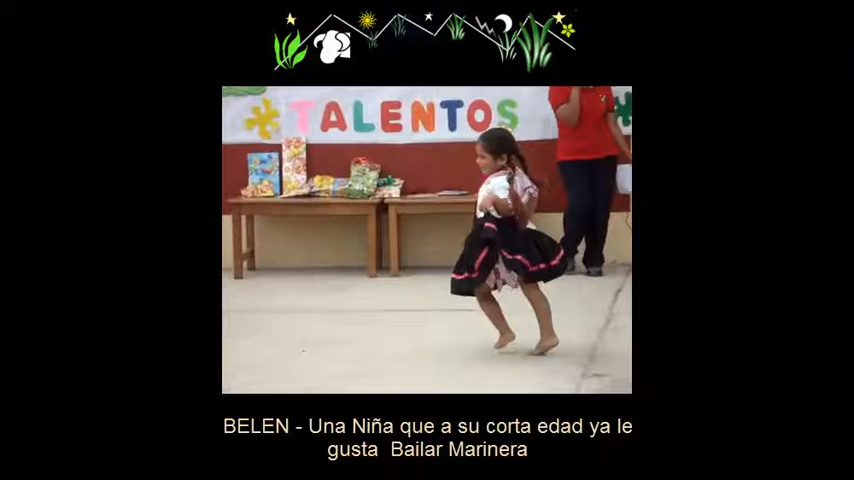 TALENTOS
BELEN - Una Niña que a su corta edad ya le
gusta Bailar Marinera